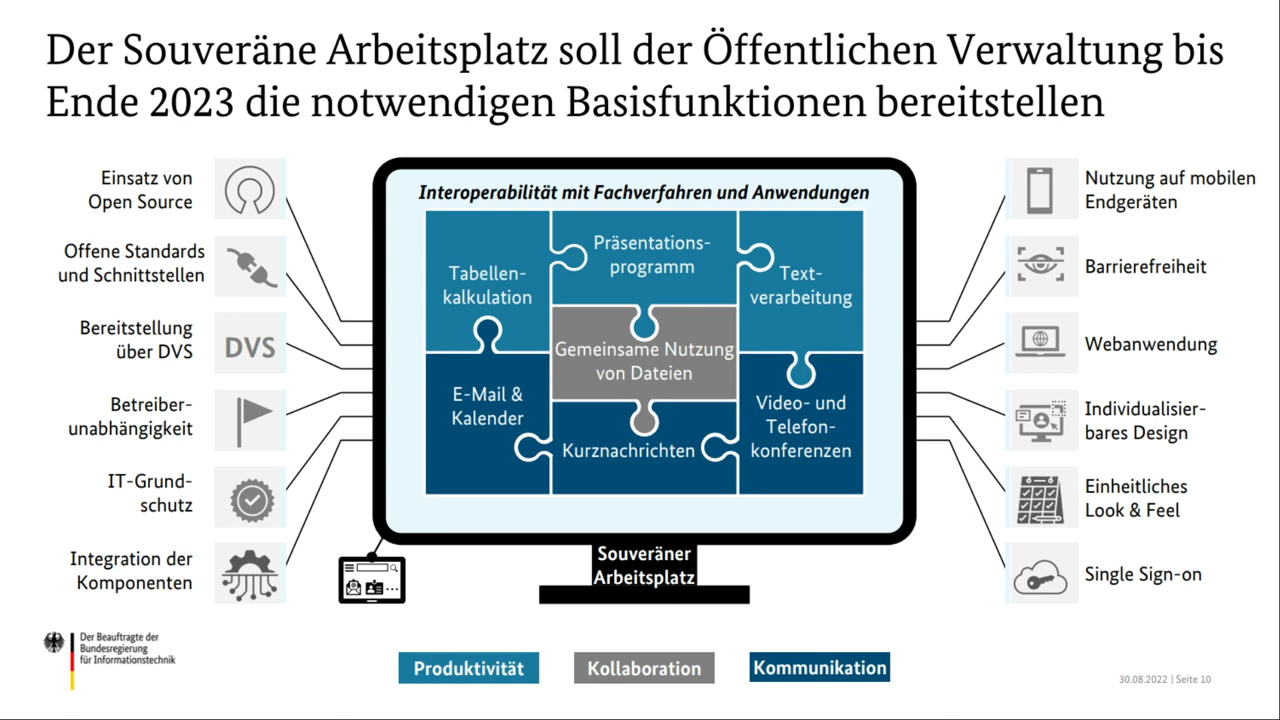 Der Souveräne Arbeitsplatz soll der Öffentlichen Verwaltung bis
Ende 2023 die notwendigen Basisfunktionen bereitstellen
Einsatz von
Open Source
Offene Standards
und Schnittstellen
Bereitstellung
über DVS
DVS
Betreiber-
unabhängigkeit
IT-Grund-
schutz
Integration der
Komponenten
Interoperabilität mit Fachverfahren und Anwendungen
Tabellen-
kalkulation
Präsentations-
programm
Text-
verarbeitung
Gemeinsame Nutzung
von Dateien
E-Mail &
Kalender
Kurznachrichten
Video- und
Telefon-
konferenzen
Souveräner
Arbeitsplatz
Nutzung auf mobilen
Endgeräten
Barrierefreiheit
Webanwendung
Individualisier-
bares Design
Einheitliches
Look & Feel
Single Sign-on
Der Beauftragte der
Bundesregierung
für Informationstechnik
Produktivität
Kollaboration
Kommunikation
30.08.2022 | Seite 10